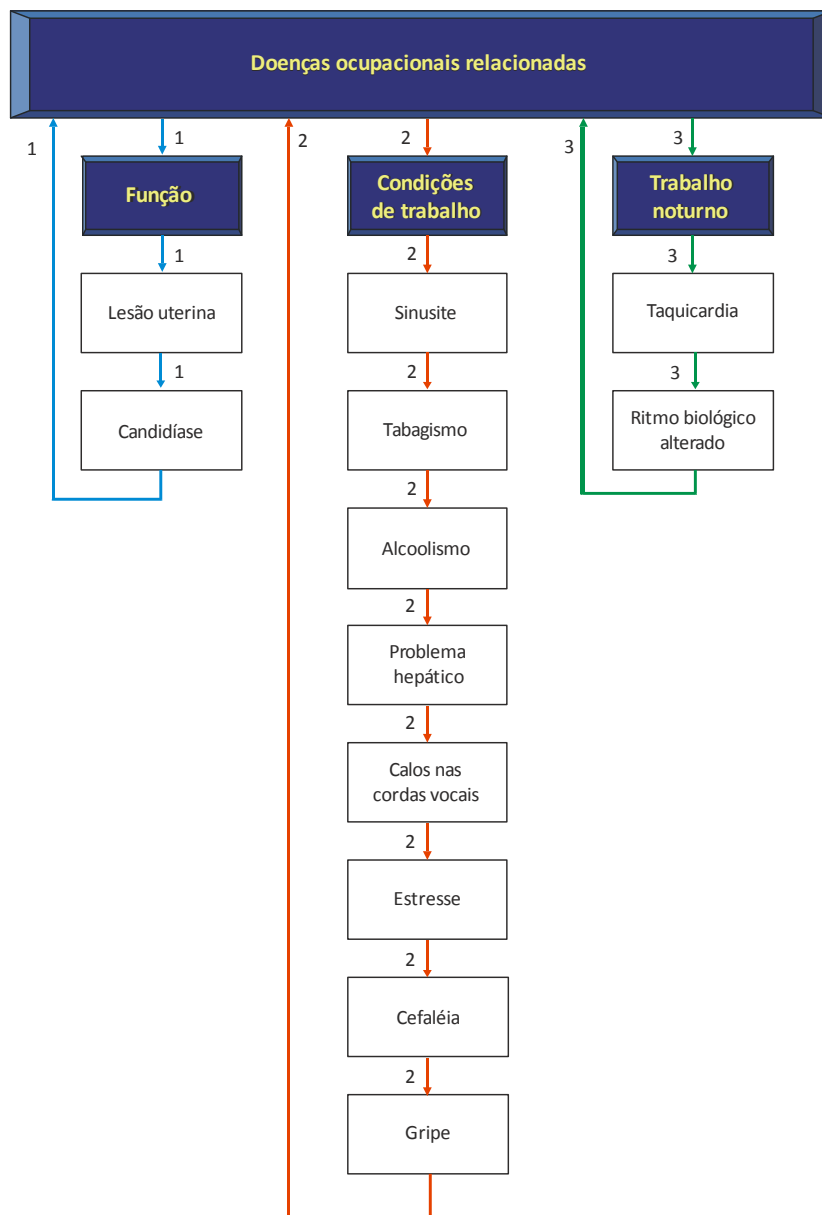 Doenças ocupacionais relacionadas
1
1
2
2
3
3
Função
Condições
de trabalho
Trabalho
noturno
1
2
3
Lesão uterina
Sinusite
Taquicardia
1
2
3
Candidíase
Tabagismo
Ritmo biológico
alterado
2
Alcoolismo
2
Problema
hepático
2
Calos nas
cordas vocais
2
Estresse
2
Cefaléia
2
Gripe